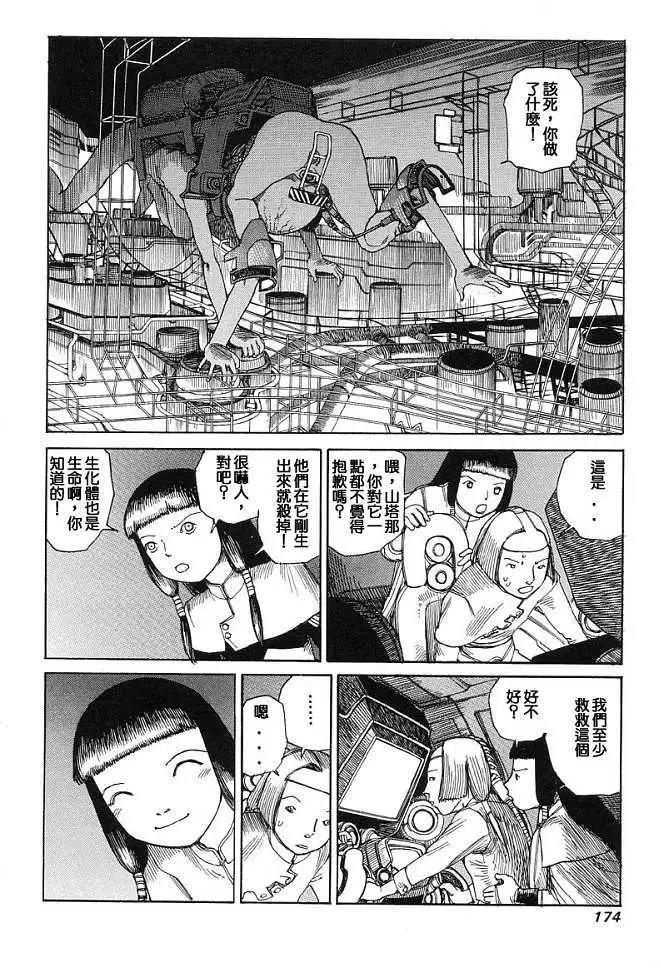 該死，你做
了什麼！
這是．．
喂，山塔那
，你對它一
點都不覺得
抱歉嗎？
他們在它剛生
出來就殺掉！
很嚇人，
對吧？
生化體也是
生命啊，你
知道的！
我們至少
救救這個
好不
好？
……
嗯．．．
174